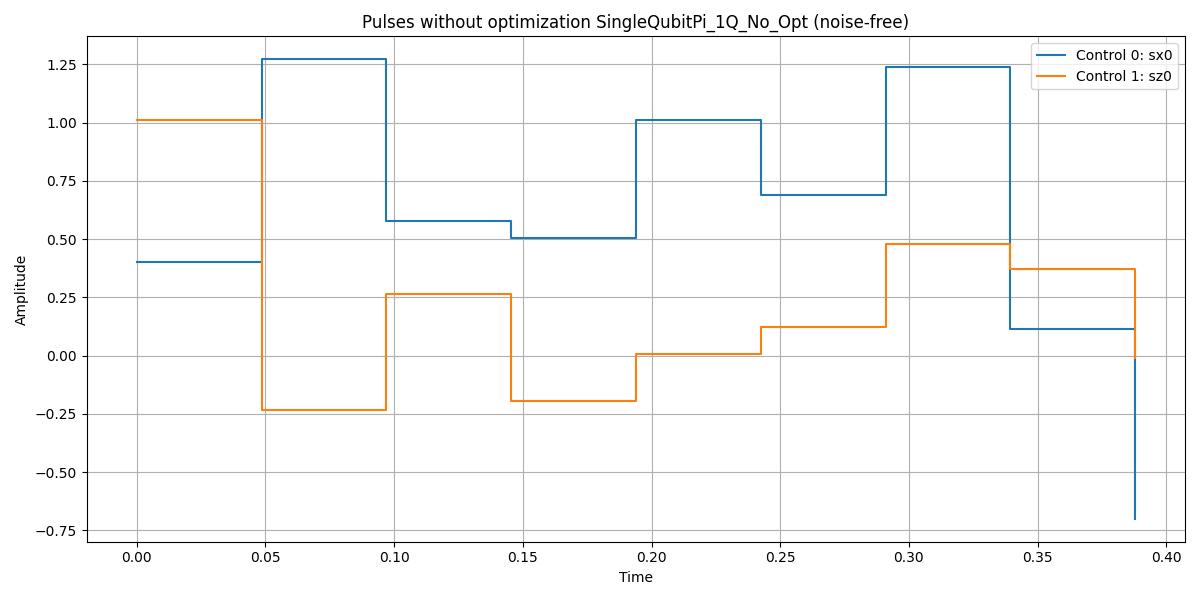 Pulses without optimization SingleQubitPi_1Q_No_Opt (noise-free)
Control 0: sx0
Control 1: sz0
Amplitude
1.25
1.00
0.75
0.50
0.25
0.00
−0.25
−0.50
−0.75
0.00 0.05 0.10 0.15 0.20 0.25 0.30 0.35 0.40
Time